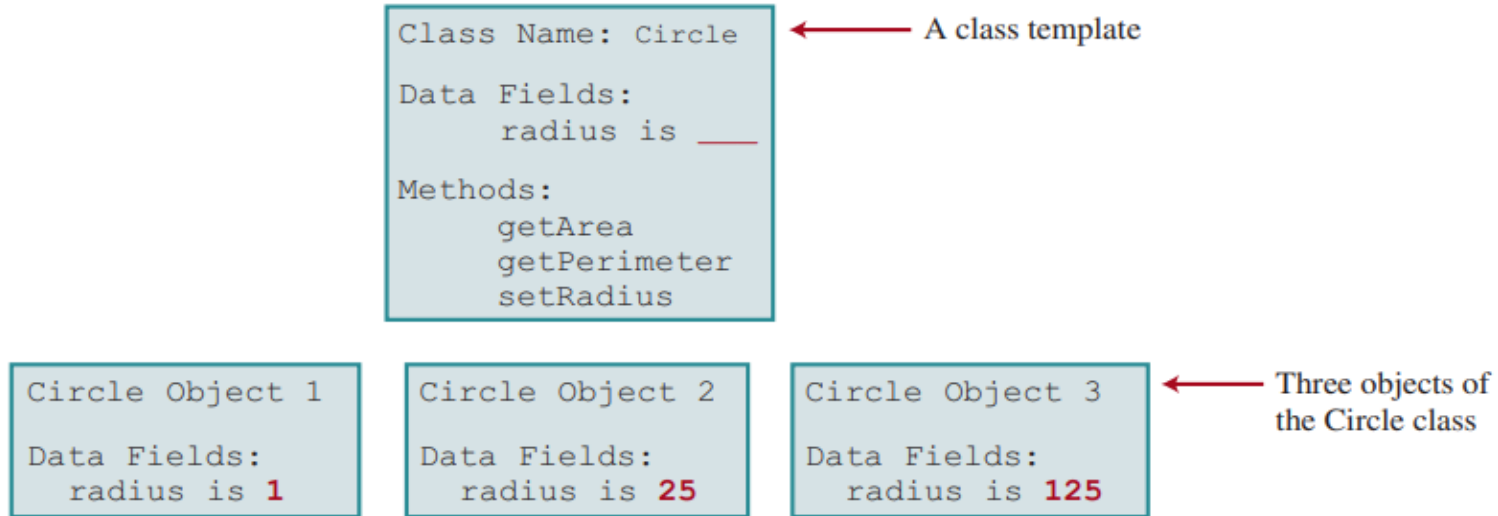 Class Name: Circle
A class template
Data Fields:
radius is ____
Methods:
getArea
getPerimeter
setRadius
Circle Object 1
Data Fields:
radius is 1
Circle Object 2
Data Fields:
radius is 25
Circle Object 3
Data Fields:
radius is 125
Three objects of
the Circle class